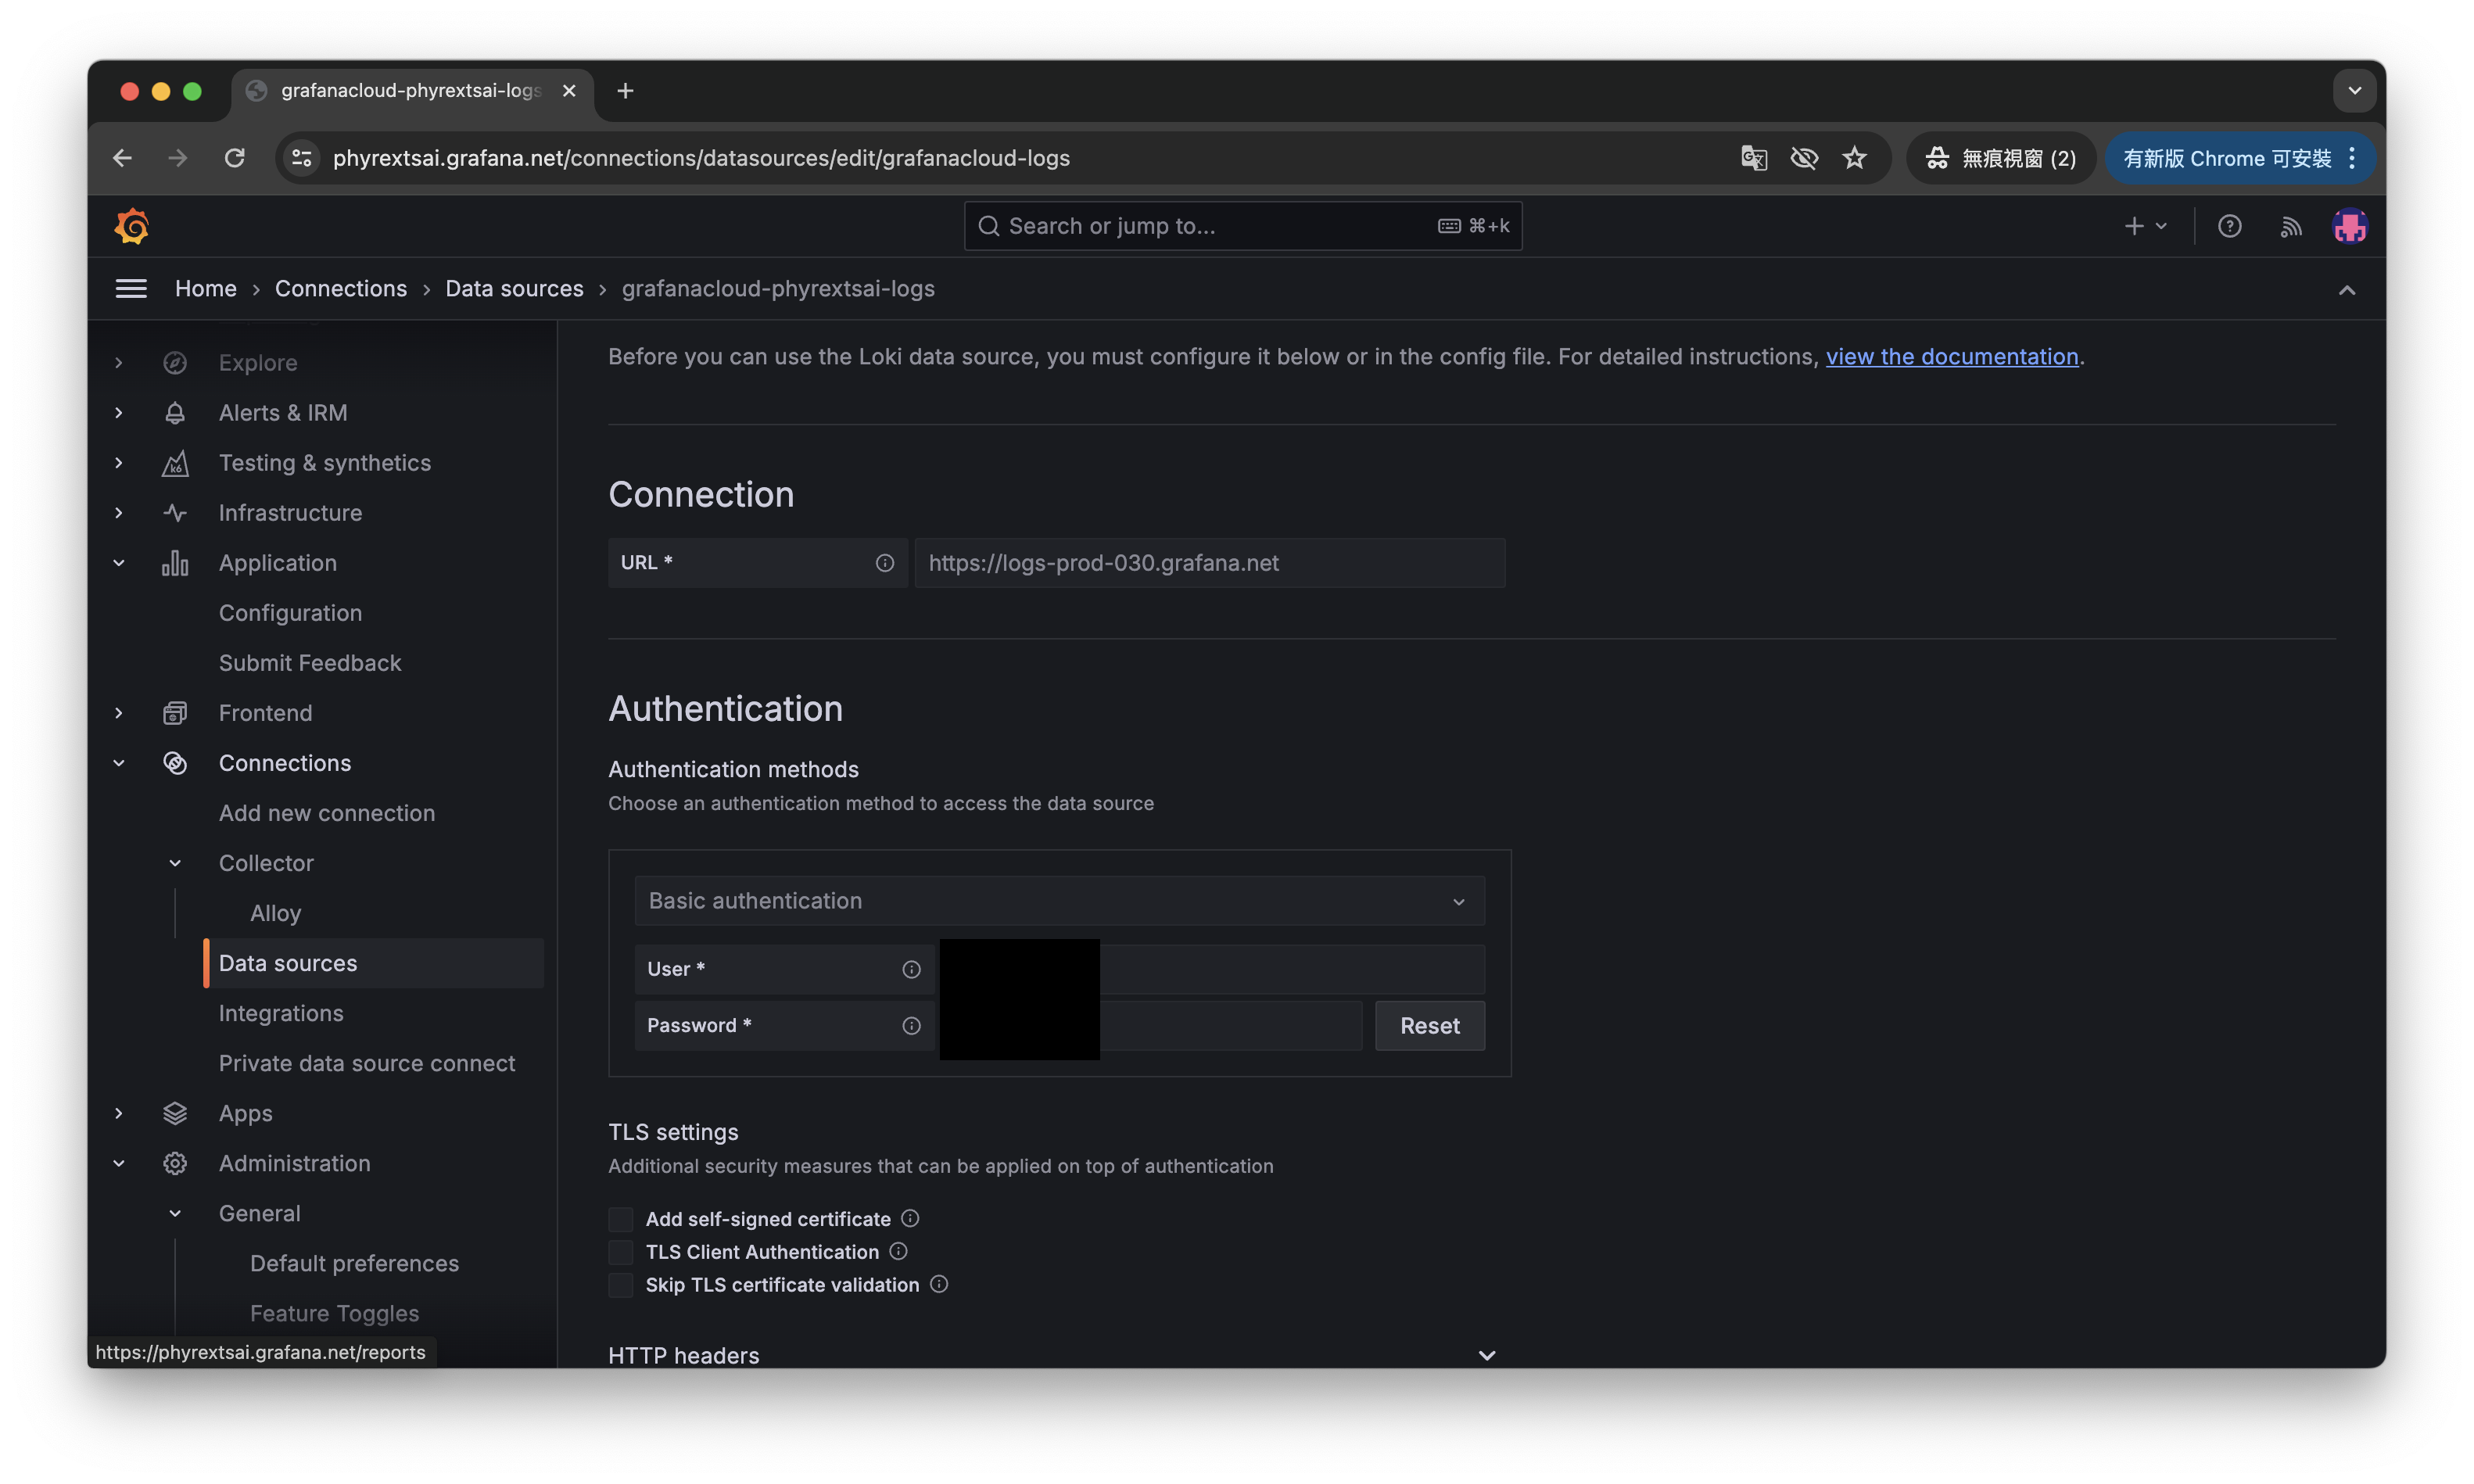 grafanacloud-phyrextsai-logs
phyrextsai.grafana.net/connections/datasources/edit/grafanacloud-logs
無痕視窗 (2)
有新版 Chrome 可安裝
Search or jump to...
⌘+k
Home › Connections › Data sources › grafanacloud-phyrextsai-logs
Explore
Alerts & IRM
Testing & synthetics
Infrastructure
Application
Configuration
Submit Feedback
Frontend
Connections
Add new connection
Collector
Alloy
Data sources
Integrations
Private data source connect
Apps
Administration
General
Default preferences
Feature Toggles
https://phyrextsai.grafana.net/reports
Before you can use the Loki data source, you must configure it below or in the config file. For detailed instructions, view the documentation.
Connection
URL *
https://logs-prod-030.grafana.net
Authentication
Authentication methods
Choose an authentication method to access the data source
Basic authentication
User *
Password *
Reset
TLS settings
Additional security measures that can be applied on top of authentication
Add self-signed certificate
TLS Client Authentication
Skip TLS certificate validation
HTTP headers